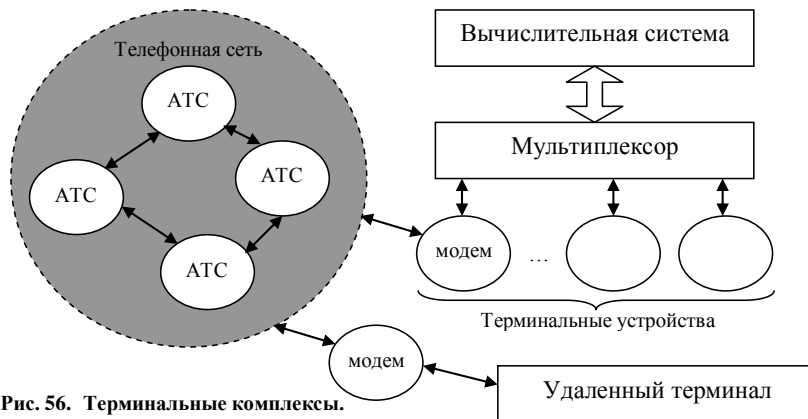 Телефонная сеть
АТС
АТС
АТС
АТС
Вычислительная система
Мультиплексор
модем
...
Терминальные устройства
модем
Удаленный терминал
Рис. 56. Терминальные комплексы.